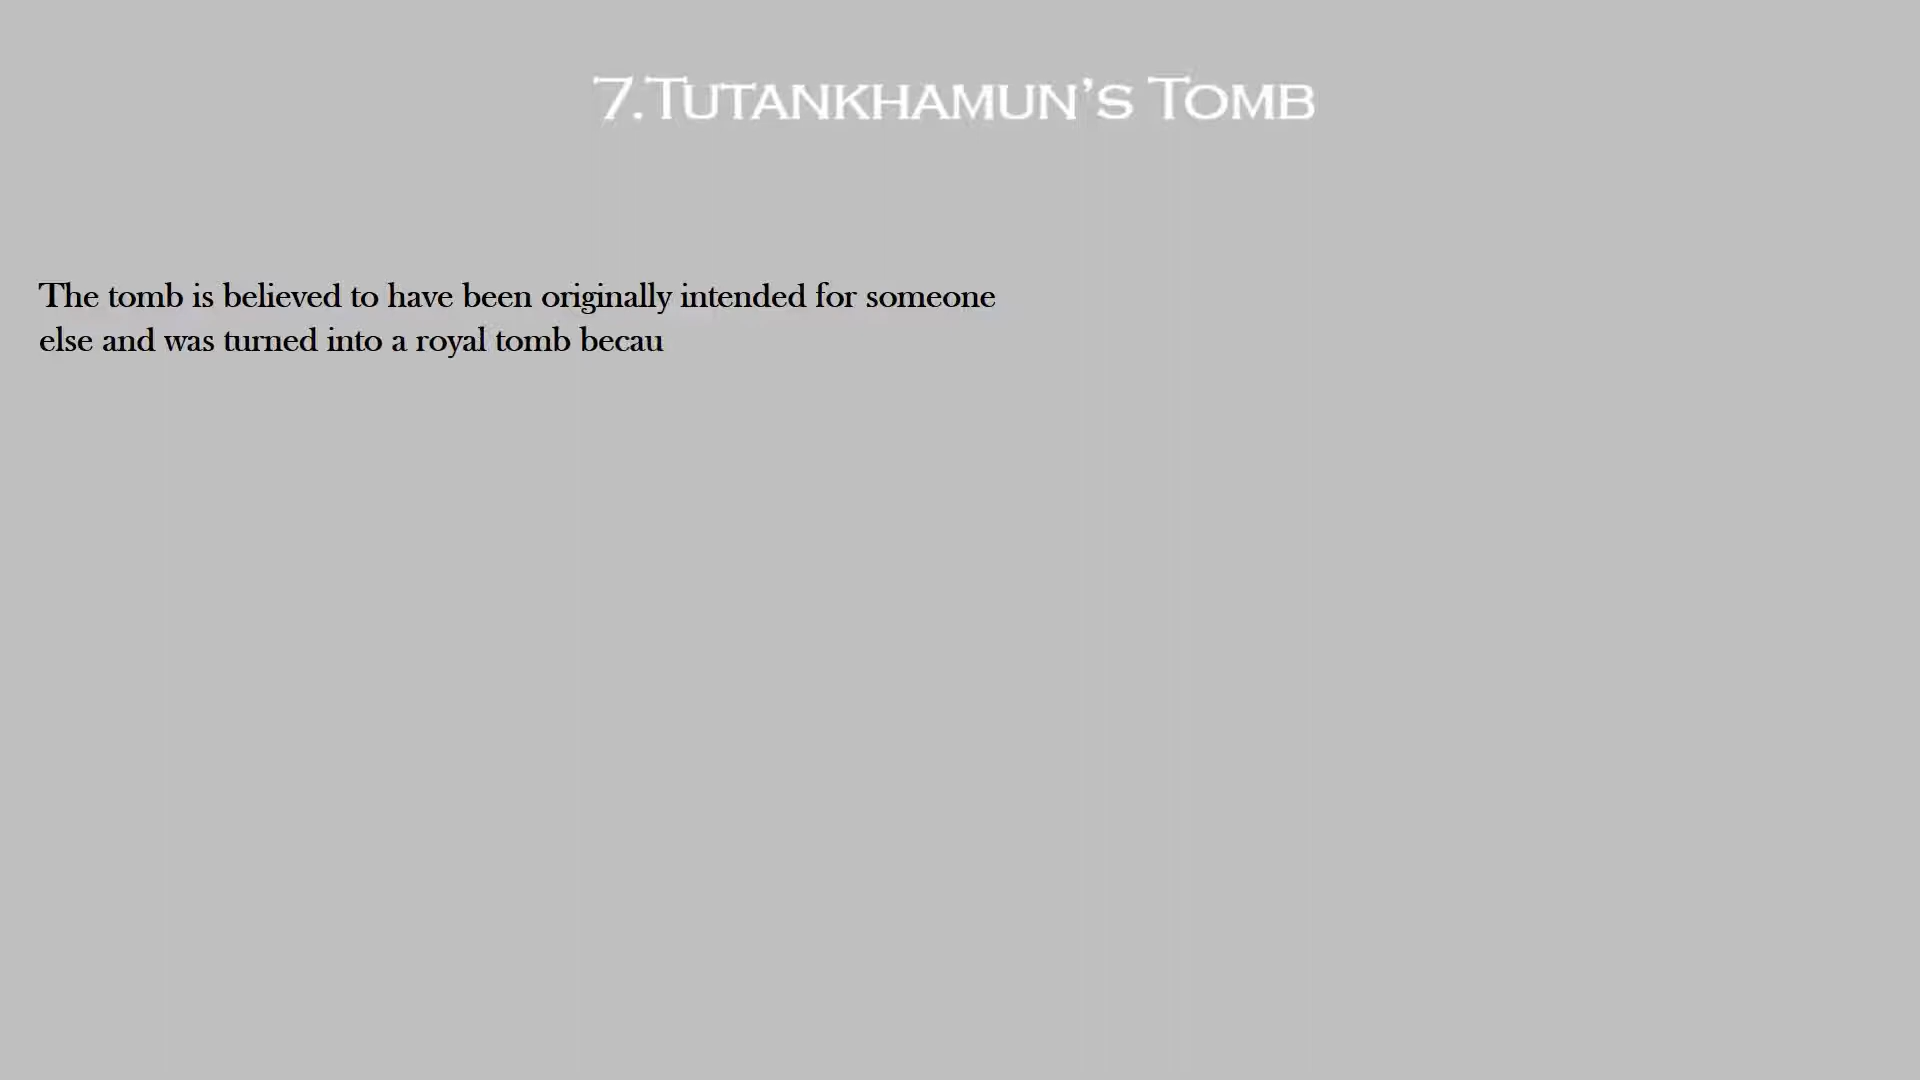 7.Tutankhamun’s Tomb
The tomb is believed to have been originally intended for someone
else and was turned into a royal tomb becau